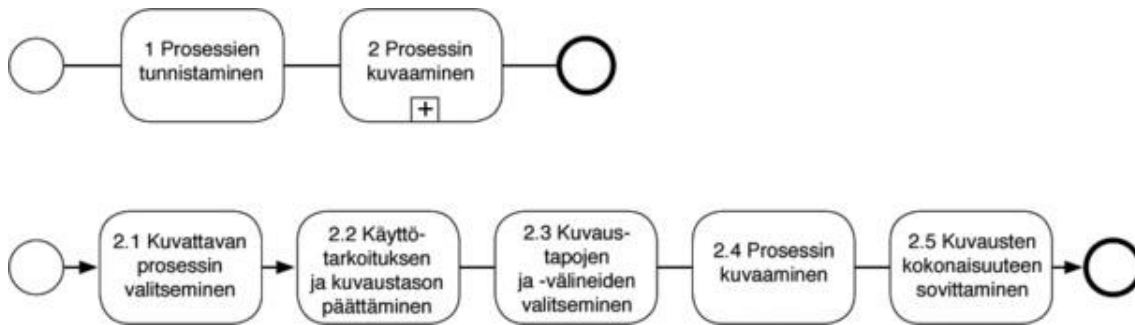 1 Prosessien
tunnistaminen
2 Prosessin
kuvaaminen
+
2.1 Kuvattavan
prosessin
valitseminen
2.2 Käyttö-
tarkoituksen
ja kuvaustason
päättäminen
2.3 Kuvaus-
tapojen
ja -välineiden
valitseminen
2.4 Prosessin
kuvaaminen
2.5 Kuvausten
kokonaisuuteen
sovittaminen